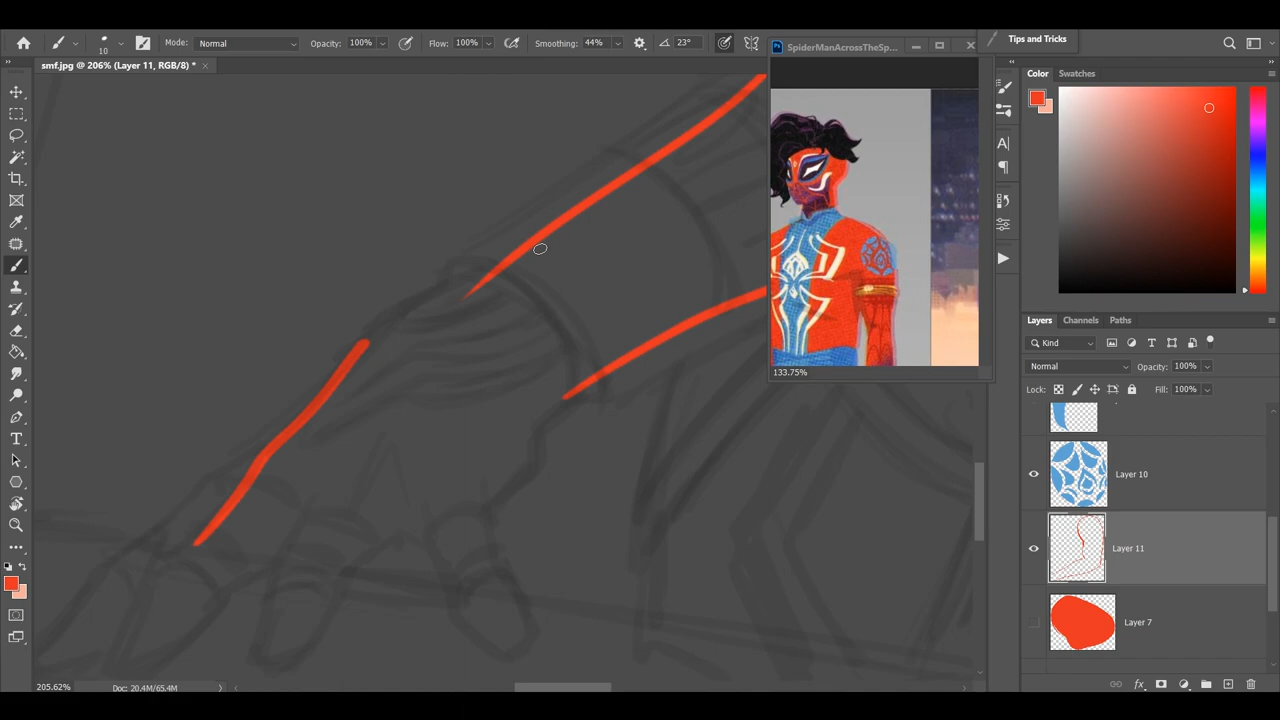 Tips and Tricks
10
Mode: Normal
Opacity: 100%
Flow: 100%
Smoothing: 44%
23°
SpiderManAcrossTheSp...
smf.jpg @ 206% (Layer 11, RGB/8) * ×
133.75%
Color
Swatches
Layers
Channels
Paths
Kind
Normal
Opacity: 100%
Lock:
Fill: 100%
Layer 10
Layer 11
Layer 7
fx
205.62%
Doc: 20.4M/65.4M